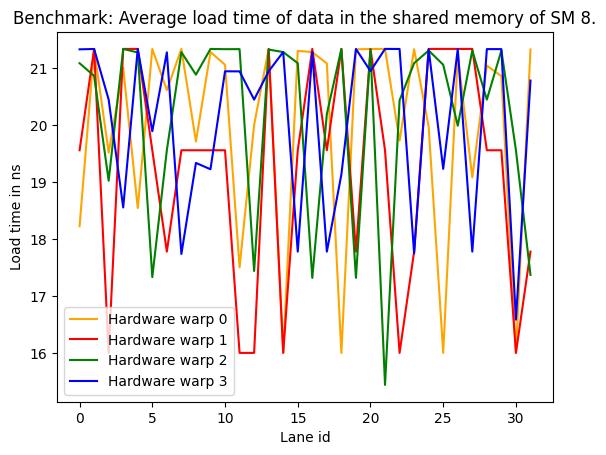 Benchmark: Average load time of data in the shared memory of SM 8.
Load time in ns
21
20
19
18
17
16
Hardware warp 0
Hardware warp 1
Hardware warp 2
Hardware warp 3
0 5 10 15 20 25 30
Lane id